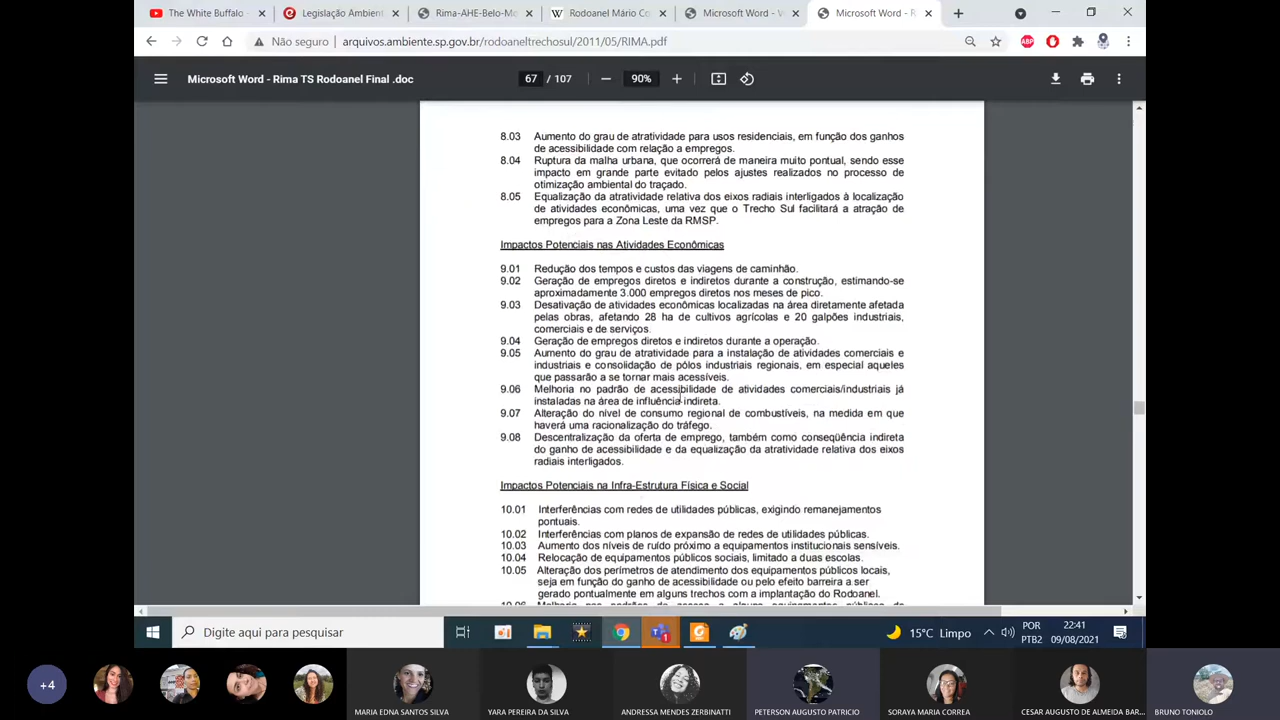 The White Buffalo -
Legislação Ambient
Rima-AHE-Belo-Mo
Rodoanel Mário Co
Microsoft Word - W
Microsoft Word - R
Não seguro
arquivos.ambiente.sp.gov.br/rodoaneltrechosul/2011/05/RIMA.pdf
ABP
Microsoft Word - Rima TS Rodoanel Final .doc
67 / 107
90%
8.03 Aumento do grau de atratividade para usos residenciais, em função dos ganhos
de acessibilidade com relação a empregos.
8.04 Ruptura da malha urbana, que ocorrerá de maneira muito pontual, sendo esse
impacto em grande parte evitado pelos ajustes realizados no processo de
otimização ambiental do traçado.
8.05 Equalização da atratividade relativa dos eixos radiais interligados à localização
de atividades econômicas, uma vez que o Trecho Sul facilitará a atração de
empregos para a Zona Leste da RMSP.
Impactos Potenciais nas Atividades Econômicas
9.01 Redução dos tempos e custos das viagens de caminhão.
9.02 Geração de empregos diretos e indiretos durante a construção, estimando-se
aproximadamente 3.000 empregos diretos nos meses de pico.
9.03 Desativação de atividades econômicas localizadas na área diretamente afetada
pelas obras, afetando 28 ha de cultivos agrícolas e 20 galpões industriais,
comerciais e de serviços.
9.04 Geração de empregos diretos e indiretos durante a operação.
9.05 Aumento do grau de atratividade para a instalação de atividades comerciais e
industriais e consolidação de pólos industriais regionais, em especial aqueles
que passarão a se tornar mais acessíveis.
9.06 Melhoria no padrão de acessibilidade de atividades comerciais/industriais já
instaladas na área de influência indireta.
9.07 Alteração do nível de consumo regional de combustíveis, na medida em que
haverá uma racionalização do tráfego.
9.08 Descentralização da oferta de emprego, também como conseqüência indireta
do ganho de acessibilidade e da equalização da atratividade relativa dos eixos
radiais interligados.
Impactos Potenciais na Infra-Estrutura Física e Social
10.01 Interferências com redes de utilidades públicas, exigindo remanejamentos
pontuais.
10.02 Interferências com planos de expansão de redes de utilidades públicas.
10.03 Aumento dos níveis de ruído próximo a equipamentos institucionais sensíveis.
10.04 Relocação de equipamentos públicos sociais, limitado a duas escolas.
10.05 Alteração dos perímetros de atendimento dos equipamentos públicos locais,
seja em função do ganho de acessibilidade ou pelo efeito barreira a ser
gerado pontualmente em alguns trechos com a implantação do Rodoanel.
Digite aqui para pesquisar
1
15°C Limpo
POR
PTB2
22:41
09/08/2021
+4
MARIA EDNA SANTOS SILVA
YARA PEREIRA DA SILVA
ANDRESSA MENDES ZERBINATTI
PETERSON AUGUSTO PATRICIO
SORAYA MARIA CORREA
CESAR AUGUSTO DE ALMEIDA BAR...
BRUNO TONIOLO